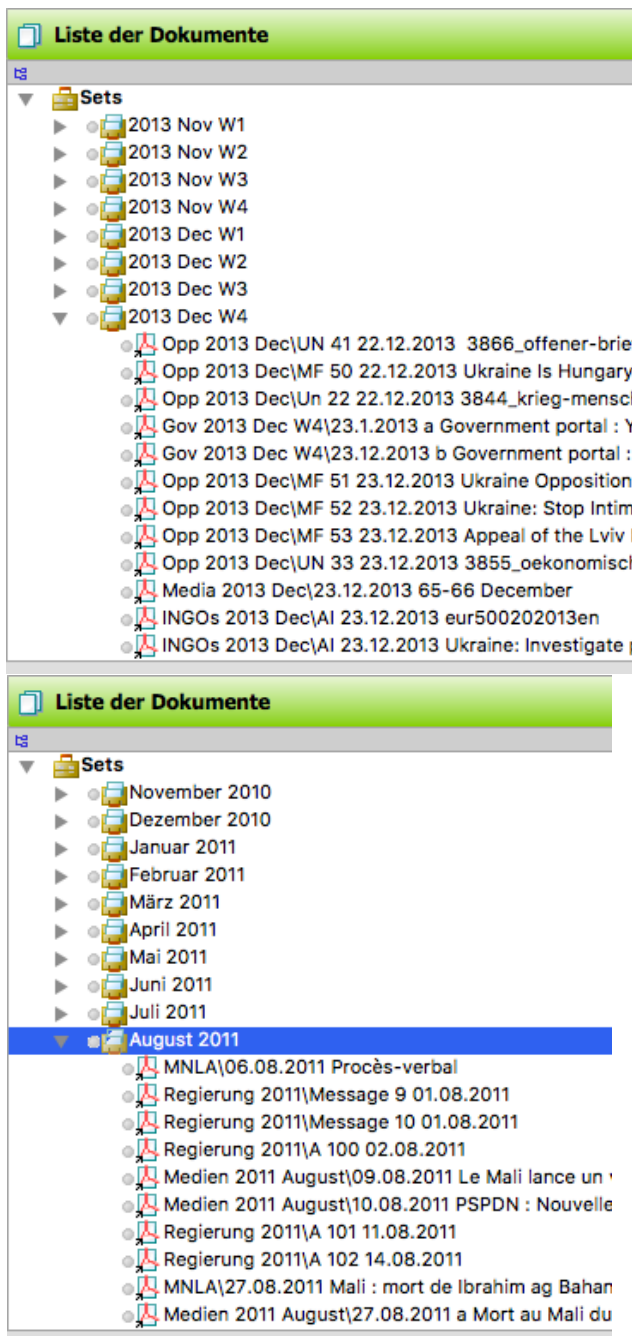 Liste der Dokumente
Sets
2013 Nov W1
2013 Nov W2
2013 Nov W3
2013 Nov W4
2013 Dec W1
2013 Dec W2
2013 Dec W3
2013 Dec W4
Opp 2013 Dec\UN 41 22.12.2013 3866_offener-brie
Opp 2013 Dec\MF 50 22.12.2013 Ukraine Is Hungary
Opp 2013 Dec\Un 22 22.12.2013 3844_krieg-mensch
Gov 2013 Dec W4\23.1.2013 a Government portal : Y
Gov 2013 Dec W4\23.12.2013 b Government portal :
Opp 2013 Dec\MF 51 23.12.2013 Ukraine Opposition
Opp 2013 Dec\MF 52 23.12.2013 Ukraine: Stop Intim
Opp 2013 Dec\MF 53 23.12.2013 Appeal of the Lviv
Opp 2013 Dec\UN 33 23.12.2013 3855_oekonomisch
Media 2013 Dec\23.12.2013 65-66 December
INGOs 2013 Dec\AI 23.12.2013 eur500202013en
INGOs 2013 Dec\AI 23.12.2013 Ukraine: Investigate p
Liste der Dokumente
Sets
November 2010
Dezember 2010
Januar 2011
Februar 2011
März 2011
April 2011
Mai 2011
Juni 2011
Juli 2011
August 2011
MNLA\06.08.2011 Procès-verbal
Regierung 2011\Message 9 01.08.2011
Regierung 2011\Message 10 01.08.2011
Regierung 2011\A 100 02.08.2011
Medien 2011 August\09.08.2011 Le Mali lance un
Medien 2011 August\10.08.2011 PSPDN : Nouvelle
Regierung 2011\A 101 11.08.2011
Regierung 2011\A 102 14.08.2011
MNLA\27.08.2011 Mali : mort de Ibrahim ag Bahan
Medien 2011 August\27.08.2011 a Mort au Mali du